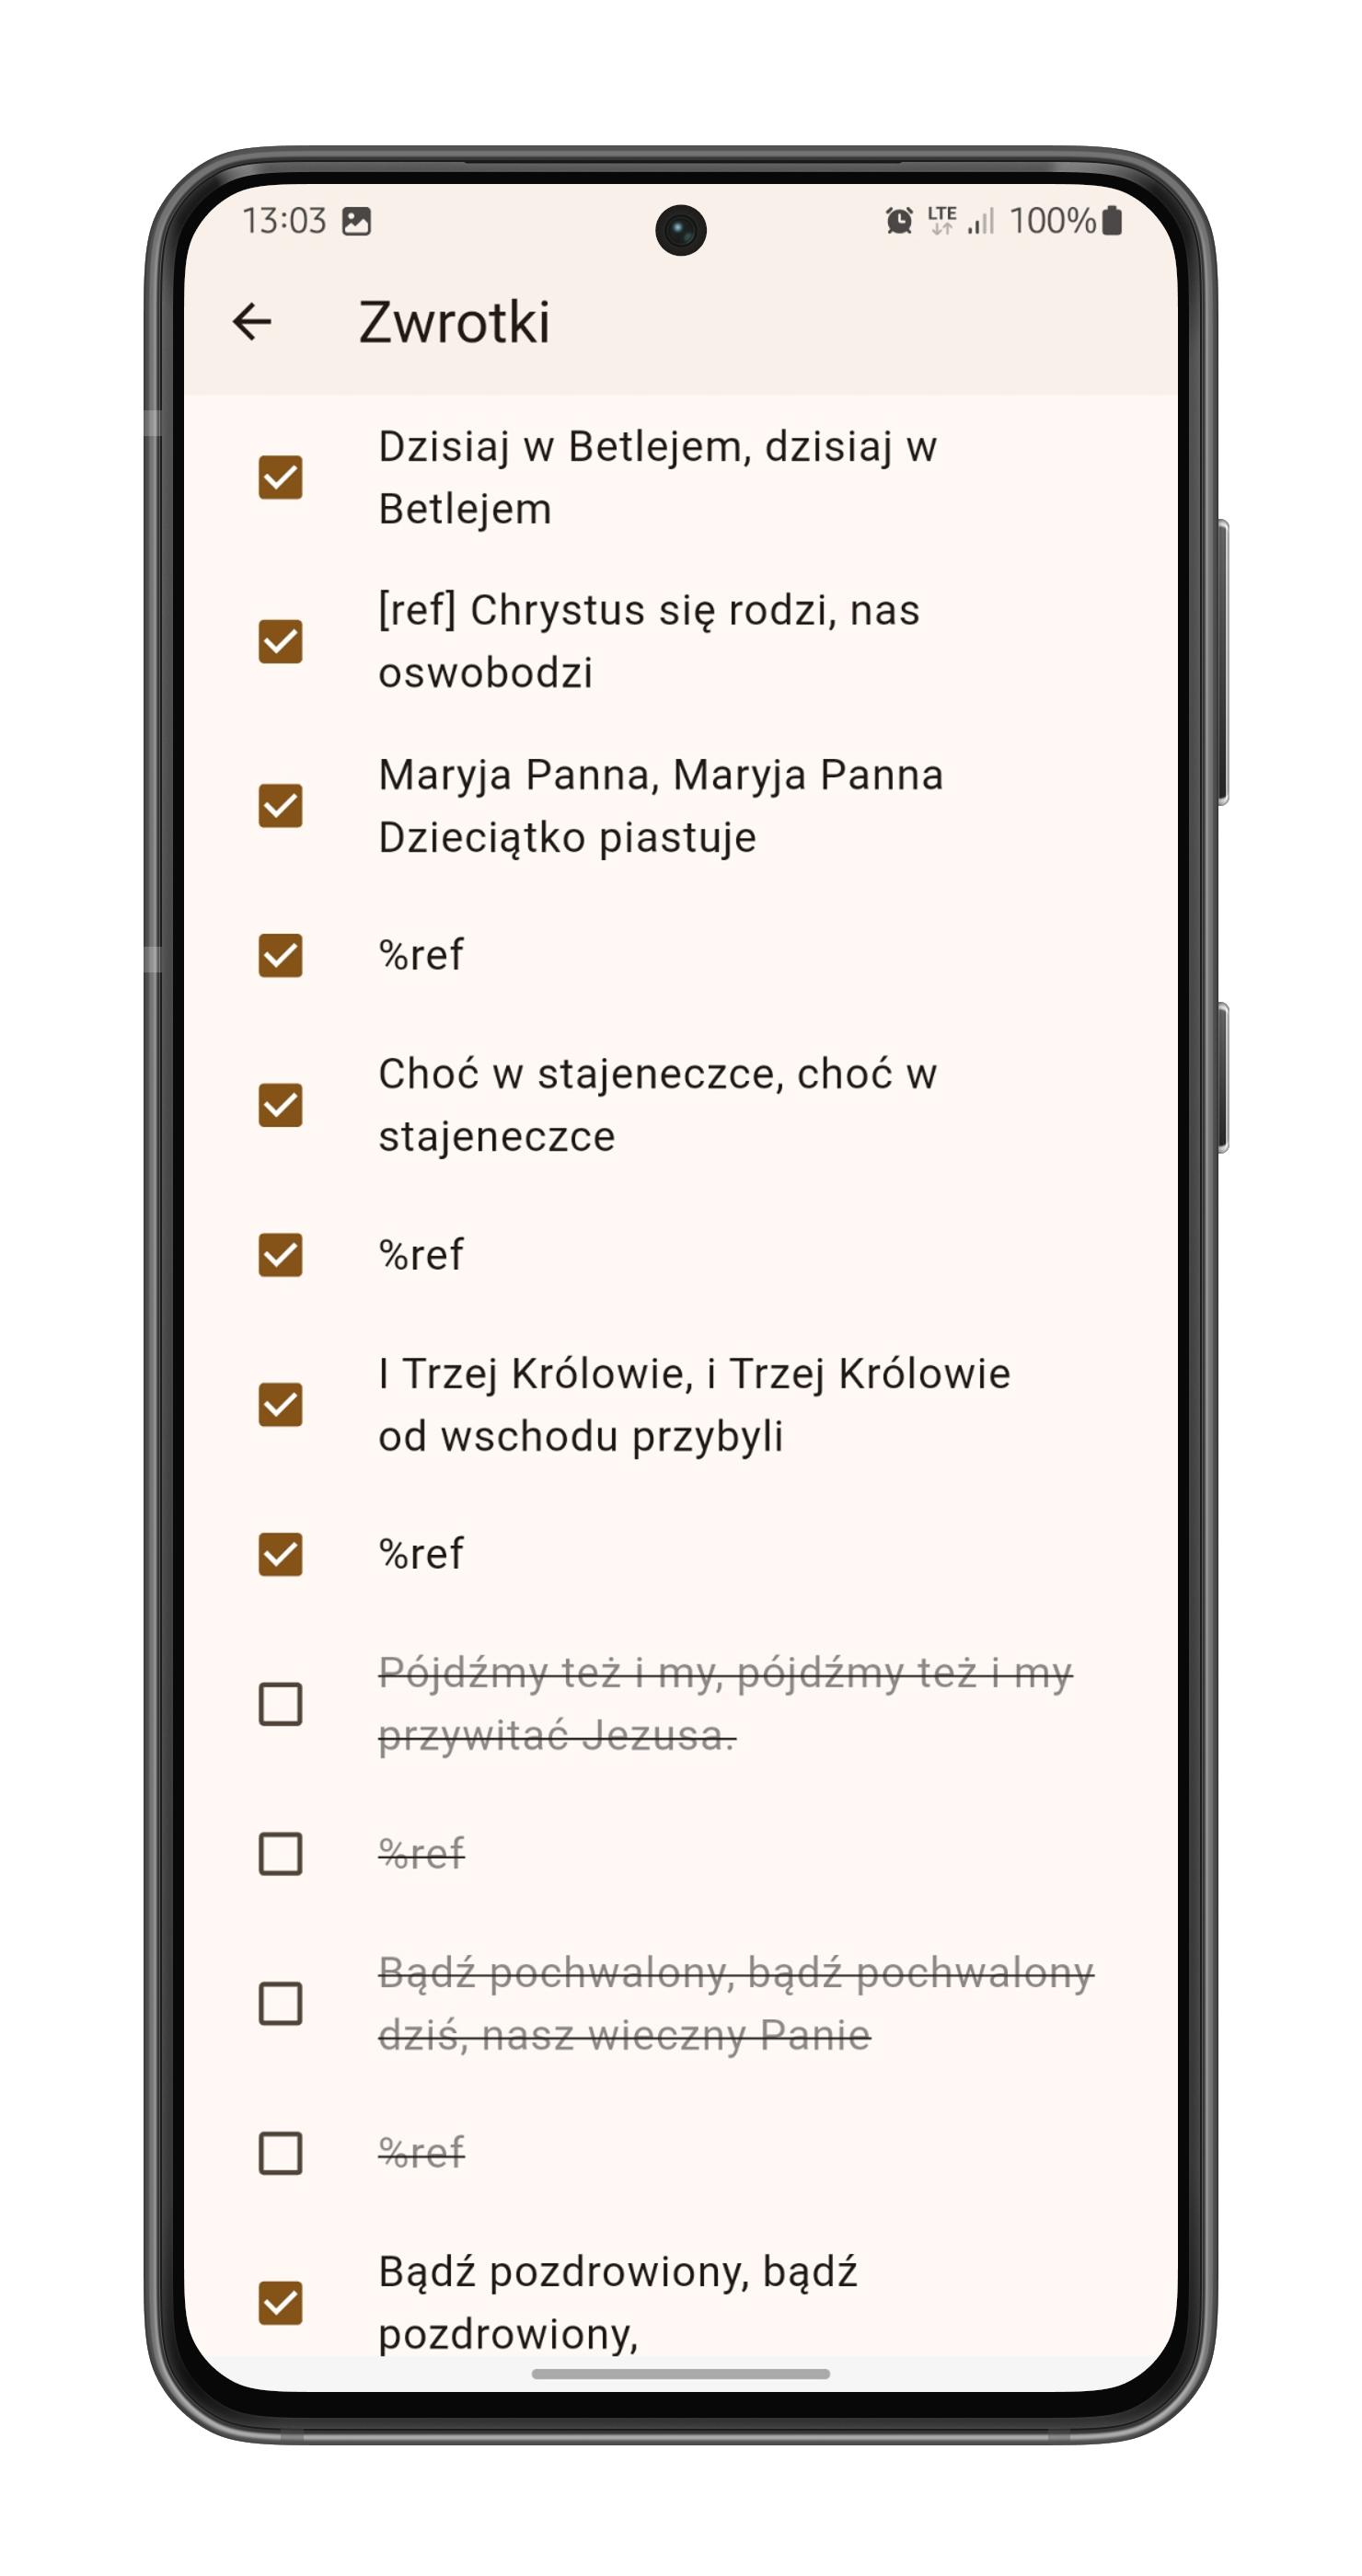 13:03 LTE 100%
Zwrotki
Dzisiaj w Betlejem, dzisiaj w
Betlejem
[ref] Chrystus się rodzi, nas
oswobodzi
Maryja Panna, Maryja Panna
Dzieciątko piastuje
%ref
Choć w stajeneczce, choć w
stajeneczce
%ref
I Trzej Królowie, i Trzej Królowie
od wschodu przybyli
%ref
Pójdźmy też i my, pójdźmy też i my
przywitać Jezusa.
%ref
Bądź pochwalony, bądź pochwalony
dziś, nasz wieczny Panie
%ref
Bądź pozdrowiony, bądź
pozdrowiony,